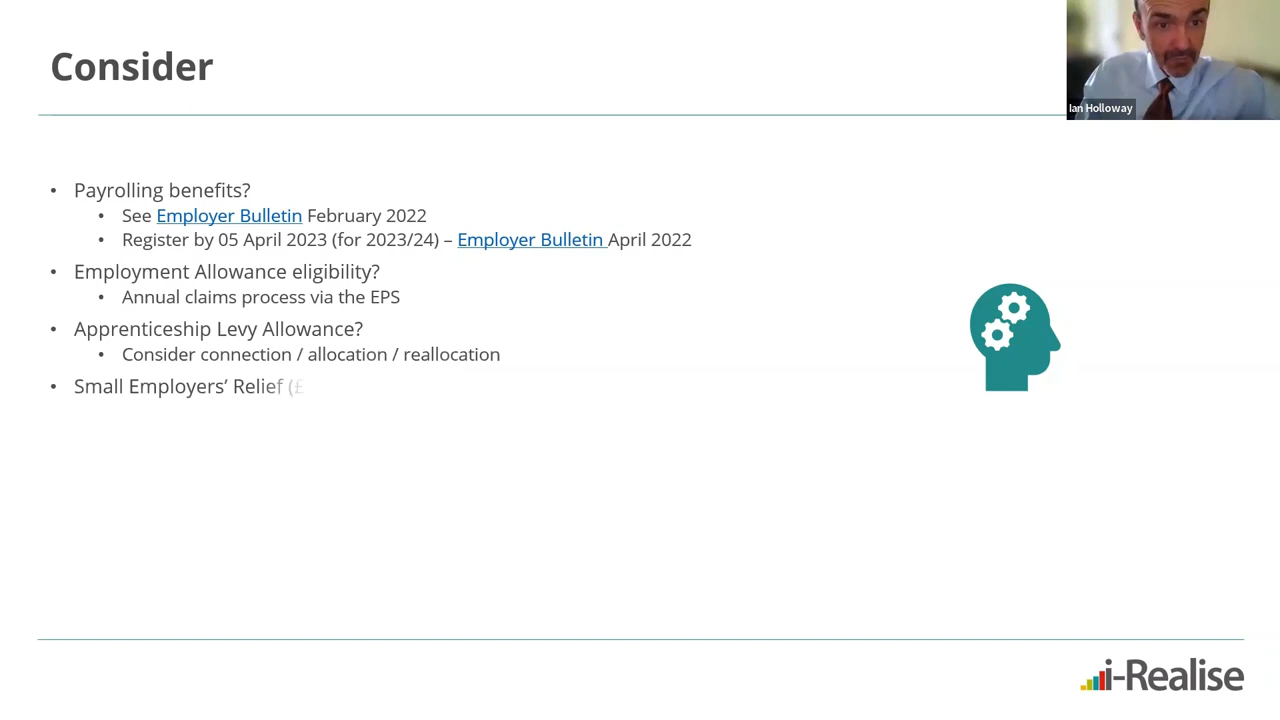 Consider
Ian Holloway
• Payrolling benefits?
• See Employer Bulletin February 2022
• Register by 05 April 2023 (for 2023/24) – Employer Bulletin April 2022
• Employment Allowance eligibility?
• Annual claims process via the EPS
• Apprenticeship Levy Allowance?
• Consider connection / allocation / reallocation
• Small Employers’ Relief (£
i-Realise